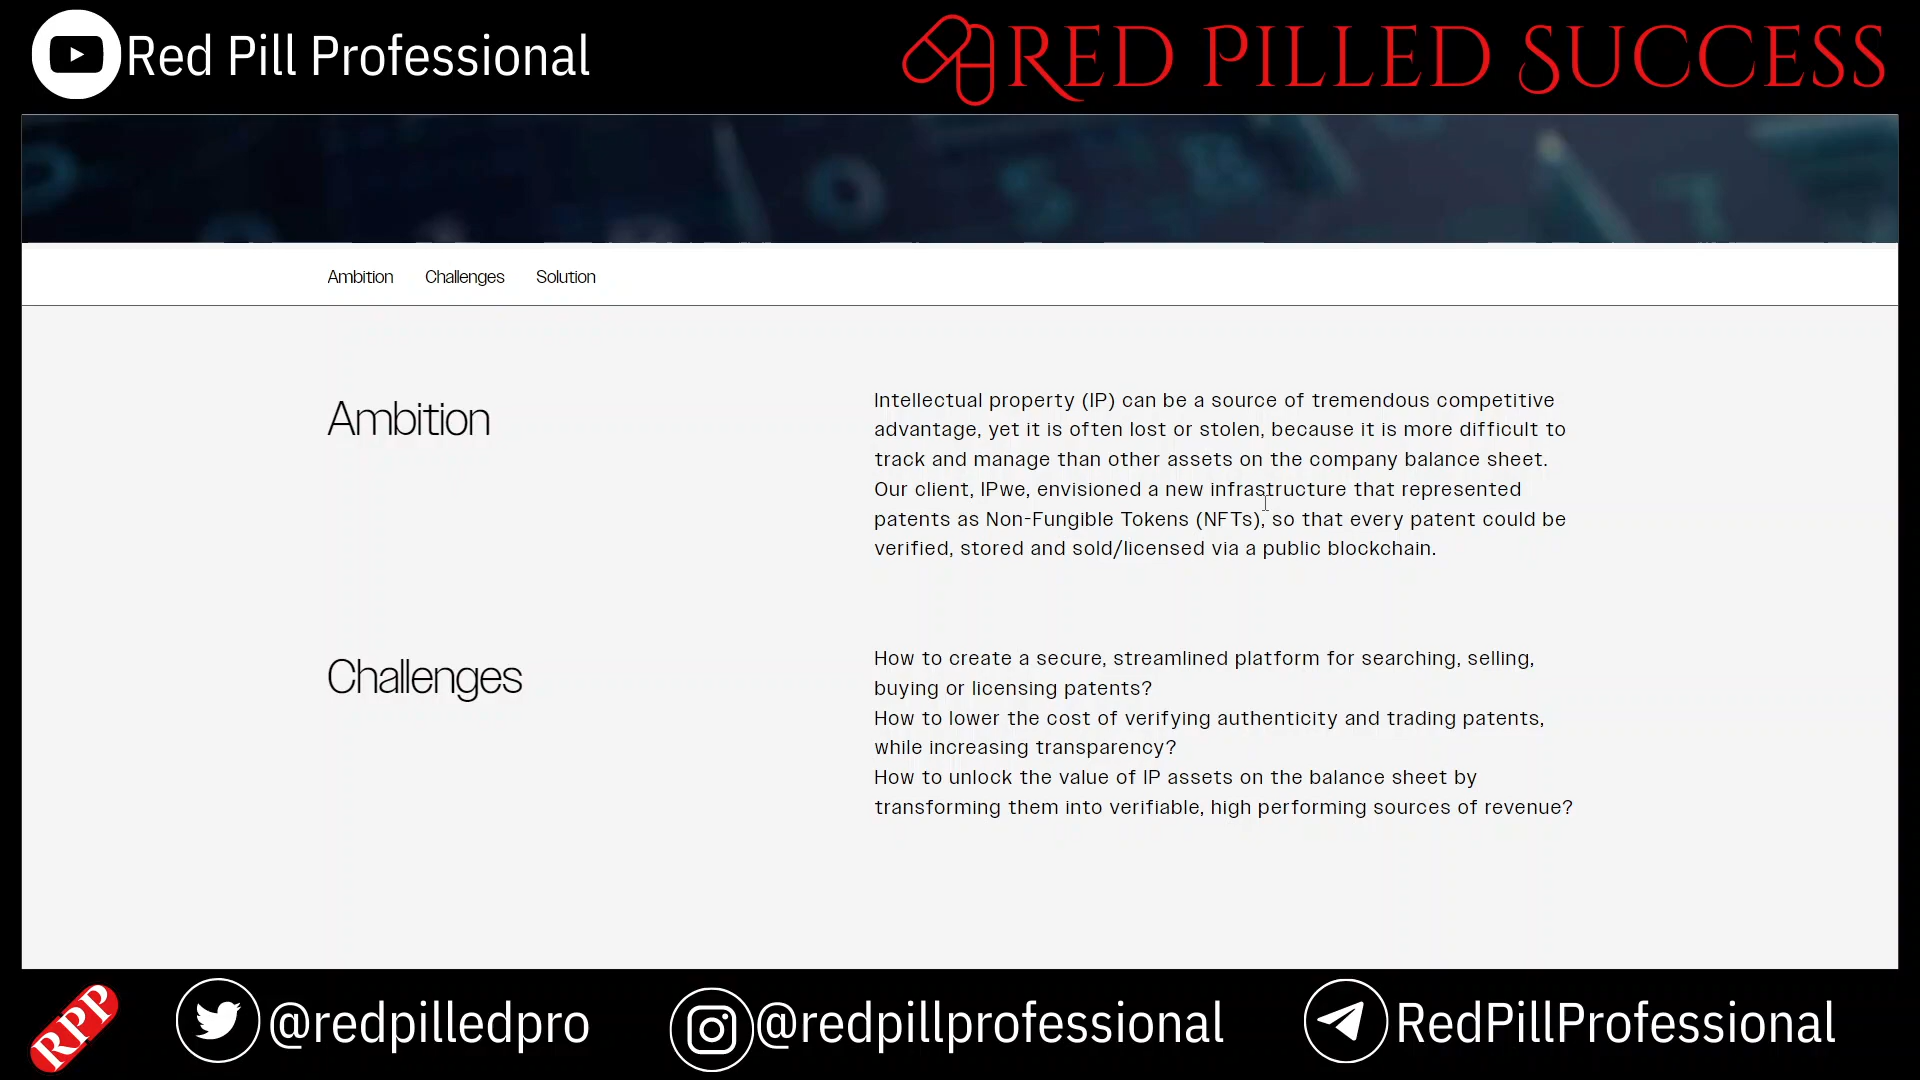 Red Pill Professional
RED PILLED SUCCESS
Ambition Challenges Solution
Ambition
Intellectual property (IP) can be a source of tremendous competitive
advantage, yet it is often lost or stolen, because it is more difficult to
track and manage than other assets on the company balance sheet.
Our client, IPwe, envisioned a new infrastructure that represented
patents as Non-Fungible Tokens (NFTs), so that every patent could be
verified, stored and sold/licensed via a public blockchain.
Challenges
How to create a secure, streamlined platform for searching, selling,
buying or licensing patents?
How to lower the cost of verifying authenticity and trading patents,
while increasing transparency?
How to unlock the value of IP assets on the balance sheet by
transforming them into verifiable, high performing sources of revenue?
RPP
@redpilledpro
@redpillprofessional
RedPillProfessional